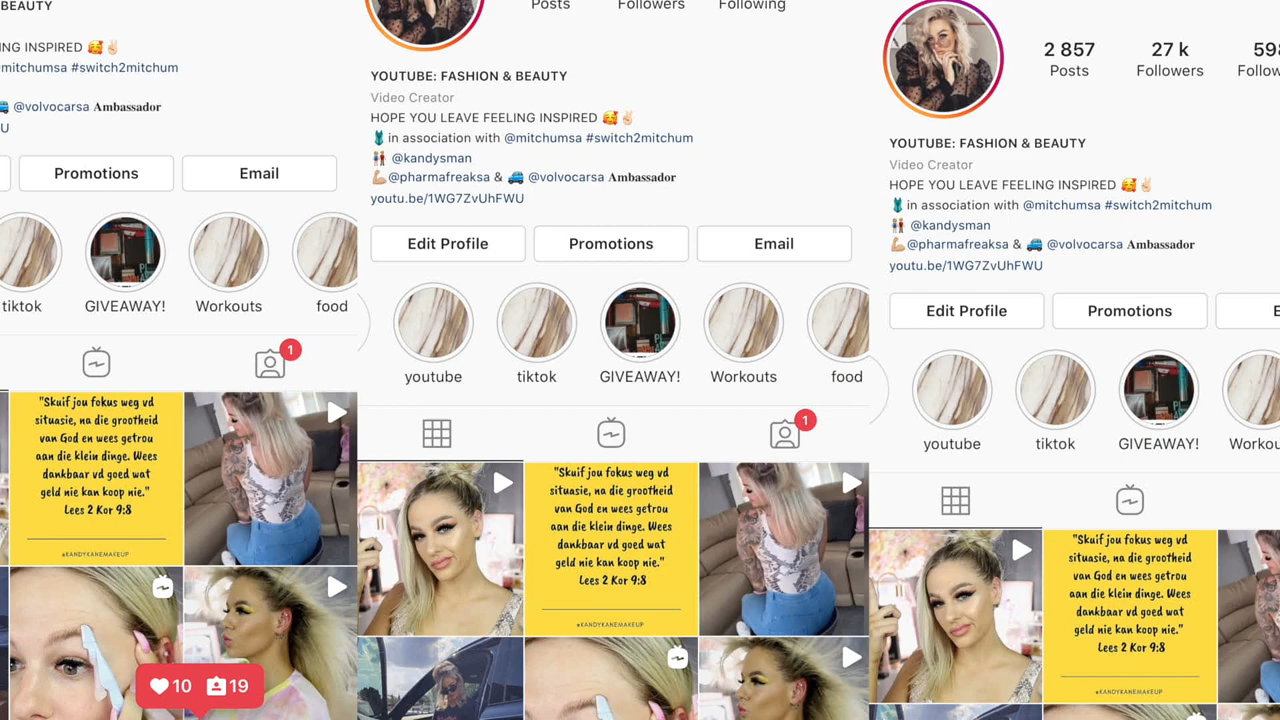 BEAUTY
NG INSPIRED 🥰✌🏻
mitchumsa #switch2mitchum
🚙 @volvocarsa Ambassador
U
Promotions
Email
tiktok
GIVEAWAY!
Workouts
food
1
"Skuif jou fokus weg vd
situasie, na die grootheid
van God en wees getrou
aan die klein dinge. Wees
dankbaar vd goed wat
geld nie kan koop nie."
Lees 2 Kor 9:8
@KANDYKANEMAKEUP
10
19
Posts
Followers
Following
YOUTUBE: FASHION & BEAUTY
Video Creator
HOPE YOU LEAVE FEELING INSPIRED 🥰✌🏻
🩱in association with @mitchumsa #switch2mitchum
👫 @kandysman
💪🏼@pharmafreaksa & 🚙 @volvocarsa Ambassador
youtu.be/1WG7ZvUhFWU
Edit Profile
Promotions
Email
youtube
tiktok
GIVEAWAY!
Workouts
food
1
"Skuif jou fokus weg vd
situasie, na die grootheid
van God en wees getrou
aan die klein dinge. Wees
dankbaar vd goed wat
geld nie kan koop nie."
Lees 2 Kor 9:8
@KANDYKANEMAKEUP
2 857
Posts
27 k
Followers
598
Follow
YOUTUBE: FASHION & BEAUTY
Video Creator
HOPE YOU LEAVE FEELING INSPIRED 🥰✌🏻
🩱in association with @mitchumsa #switch2mitchum
👫 @kandysman
💪🏼@pharmafreaksa & 🚙 @volvocarsa Ambassador
youtu.be/1WG7ZvUhFWU
Edit Profile
Promotions
E
youtube
tiktok
GIVEAWAY!
Workou
"Skuif jou fokus weg vd
situasie, na die grootheid
van God en wees getrou
aan die klein dinge. Wees
dankbaar vd goed wat
geld nie kan koop nie."
Lees 2 Kor 9:8
@KANDYKANEMAKEUP